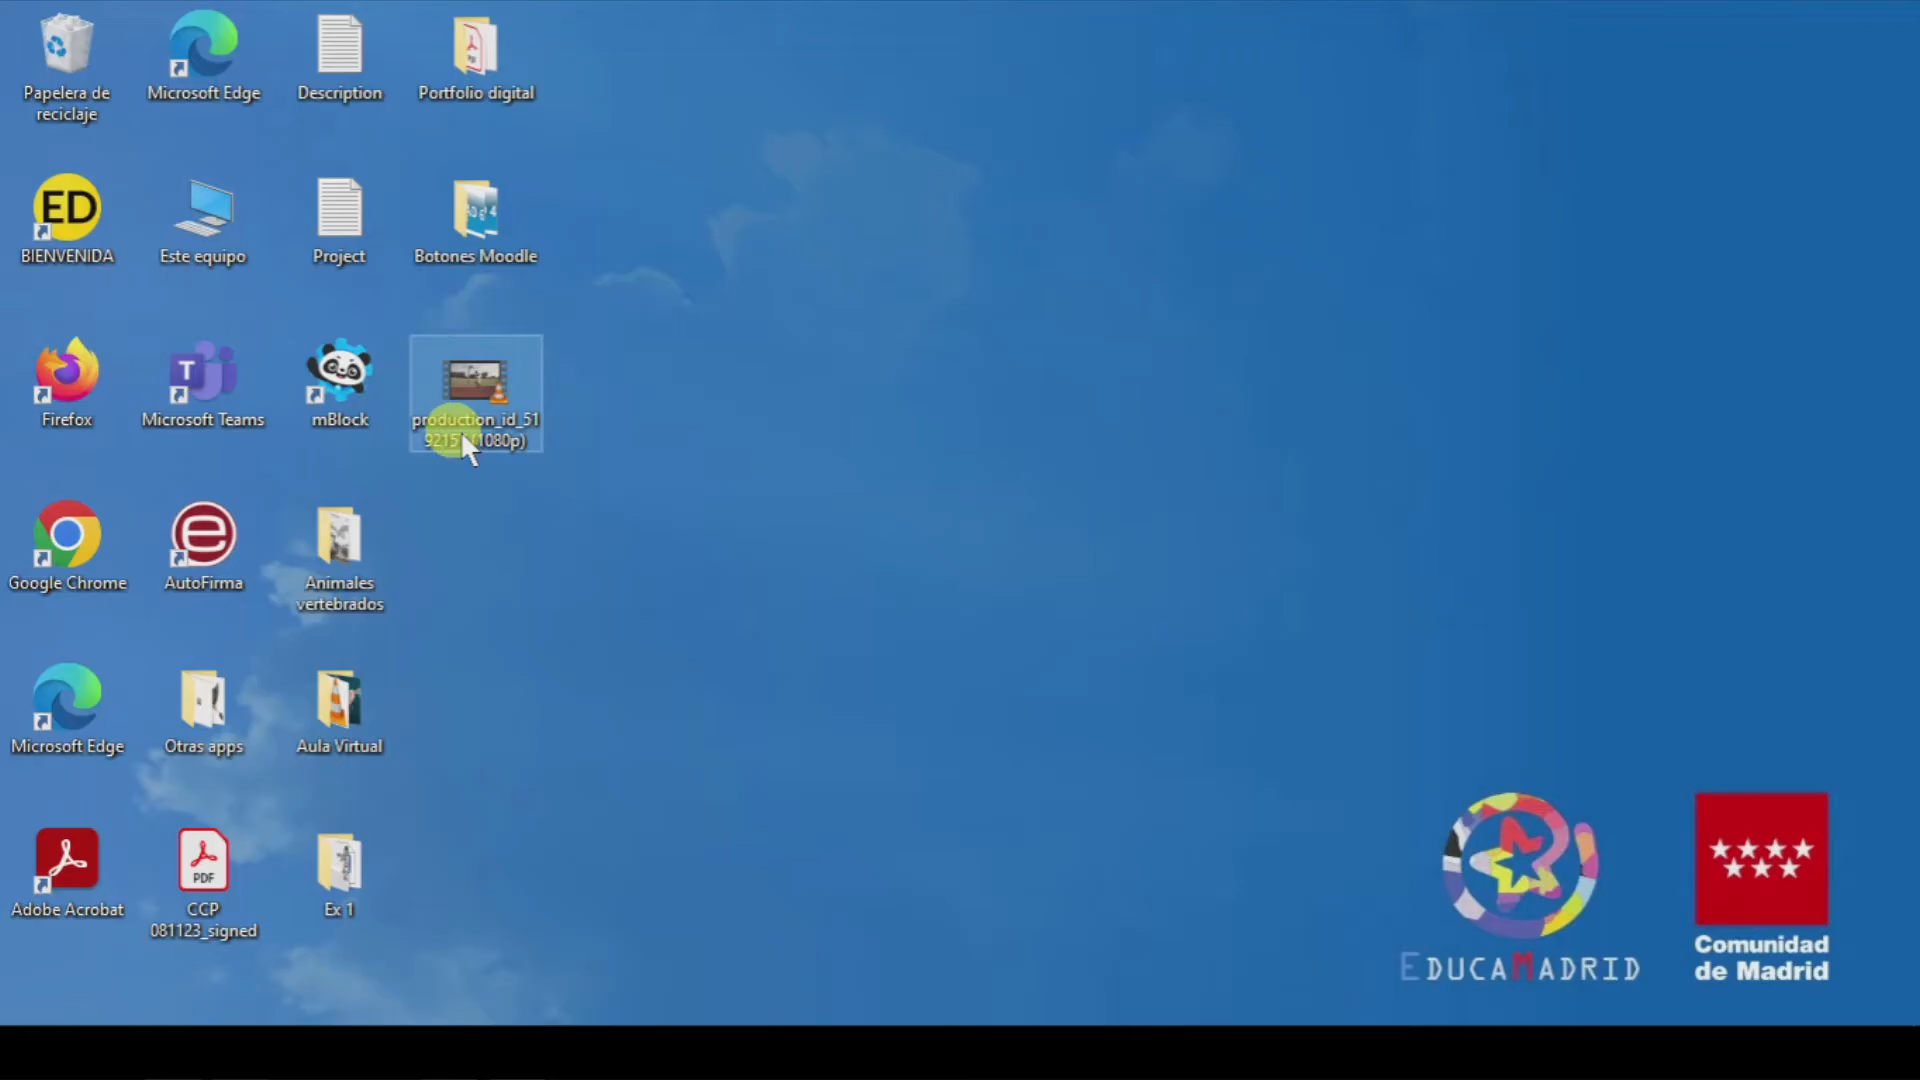 Papelera de
reciclaje
Microsoft Edge
Description
Portfolio digital
ED
BIENVENIDA
Este equipo
Project
Botones Moodle
Firefox
T
Microsoft Teams
mBlock
production_id_51
(1080p)
Google Chrome
AutoFirma
Animales
vertebrados
Microsoft Edge
Otras apps
Aula Virtual
Adobe Acrobat
PDF
CCP
081123_signed
Ex 1
EDUCAMADRID
Comunidad
de Madrid